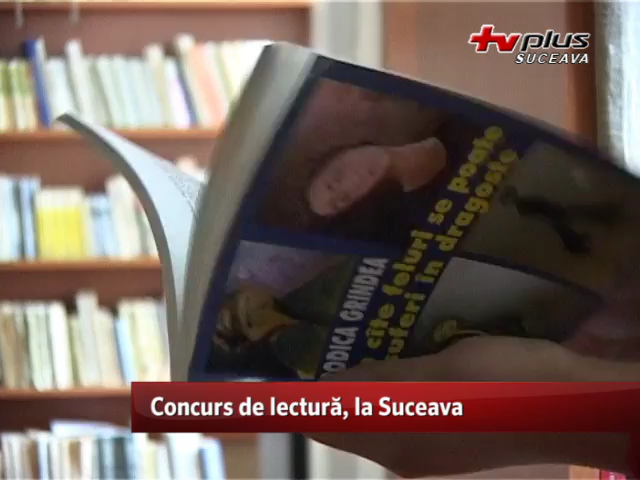 tvplus
SUCEAVA
RODICA GRINDEA
cîte feluri se poate
suferi în dragoste
Concurs de lectură, la Suceava